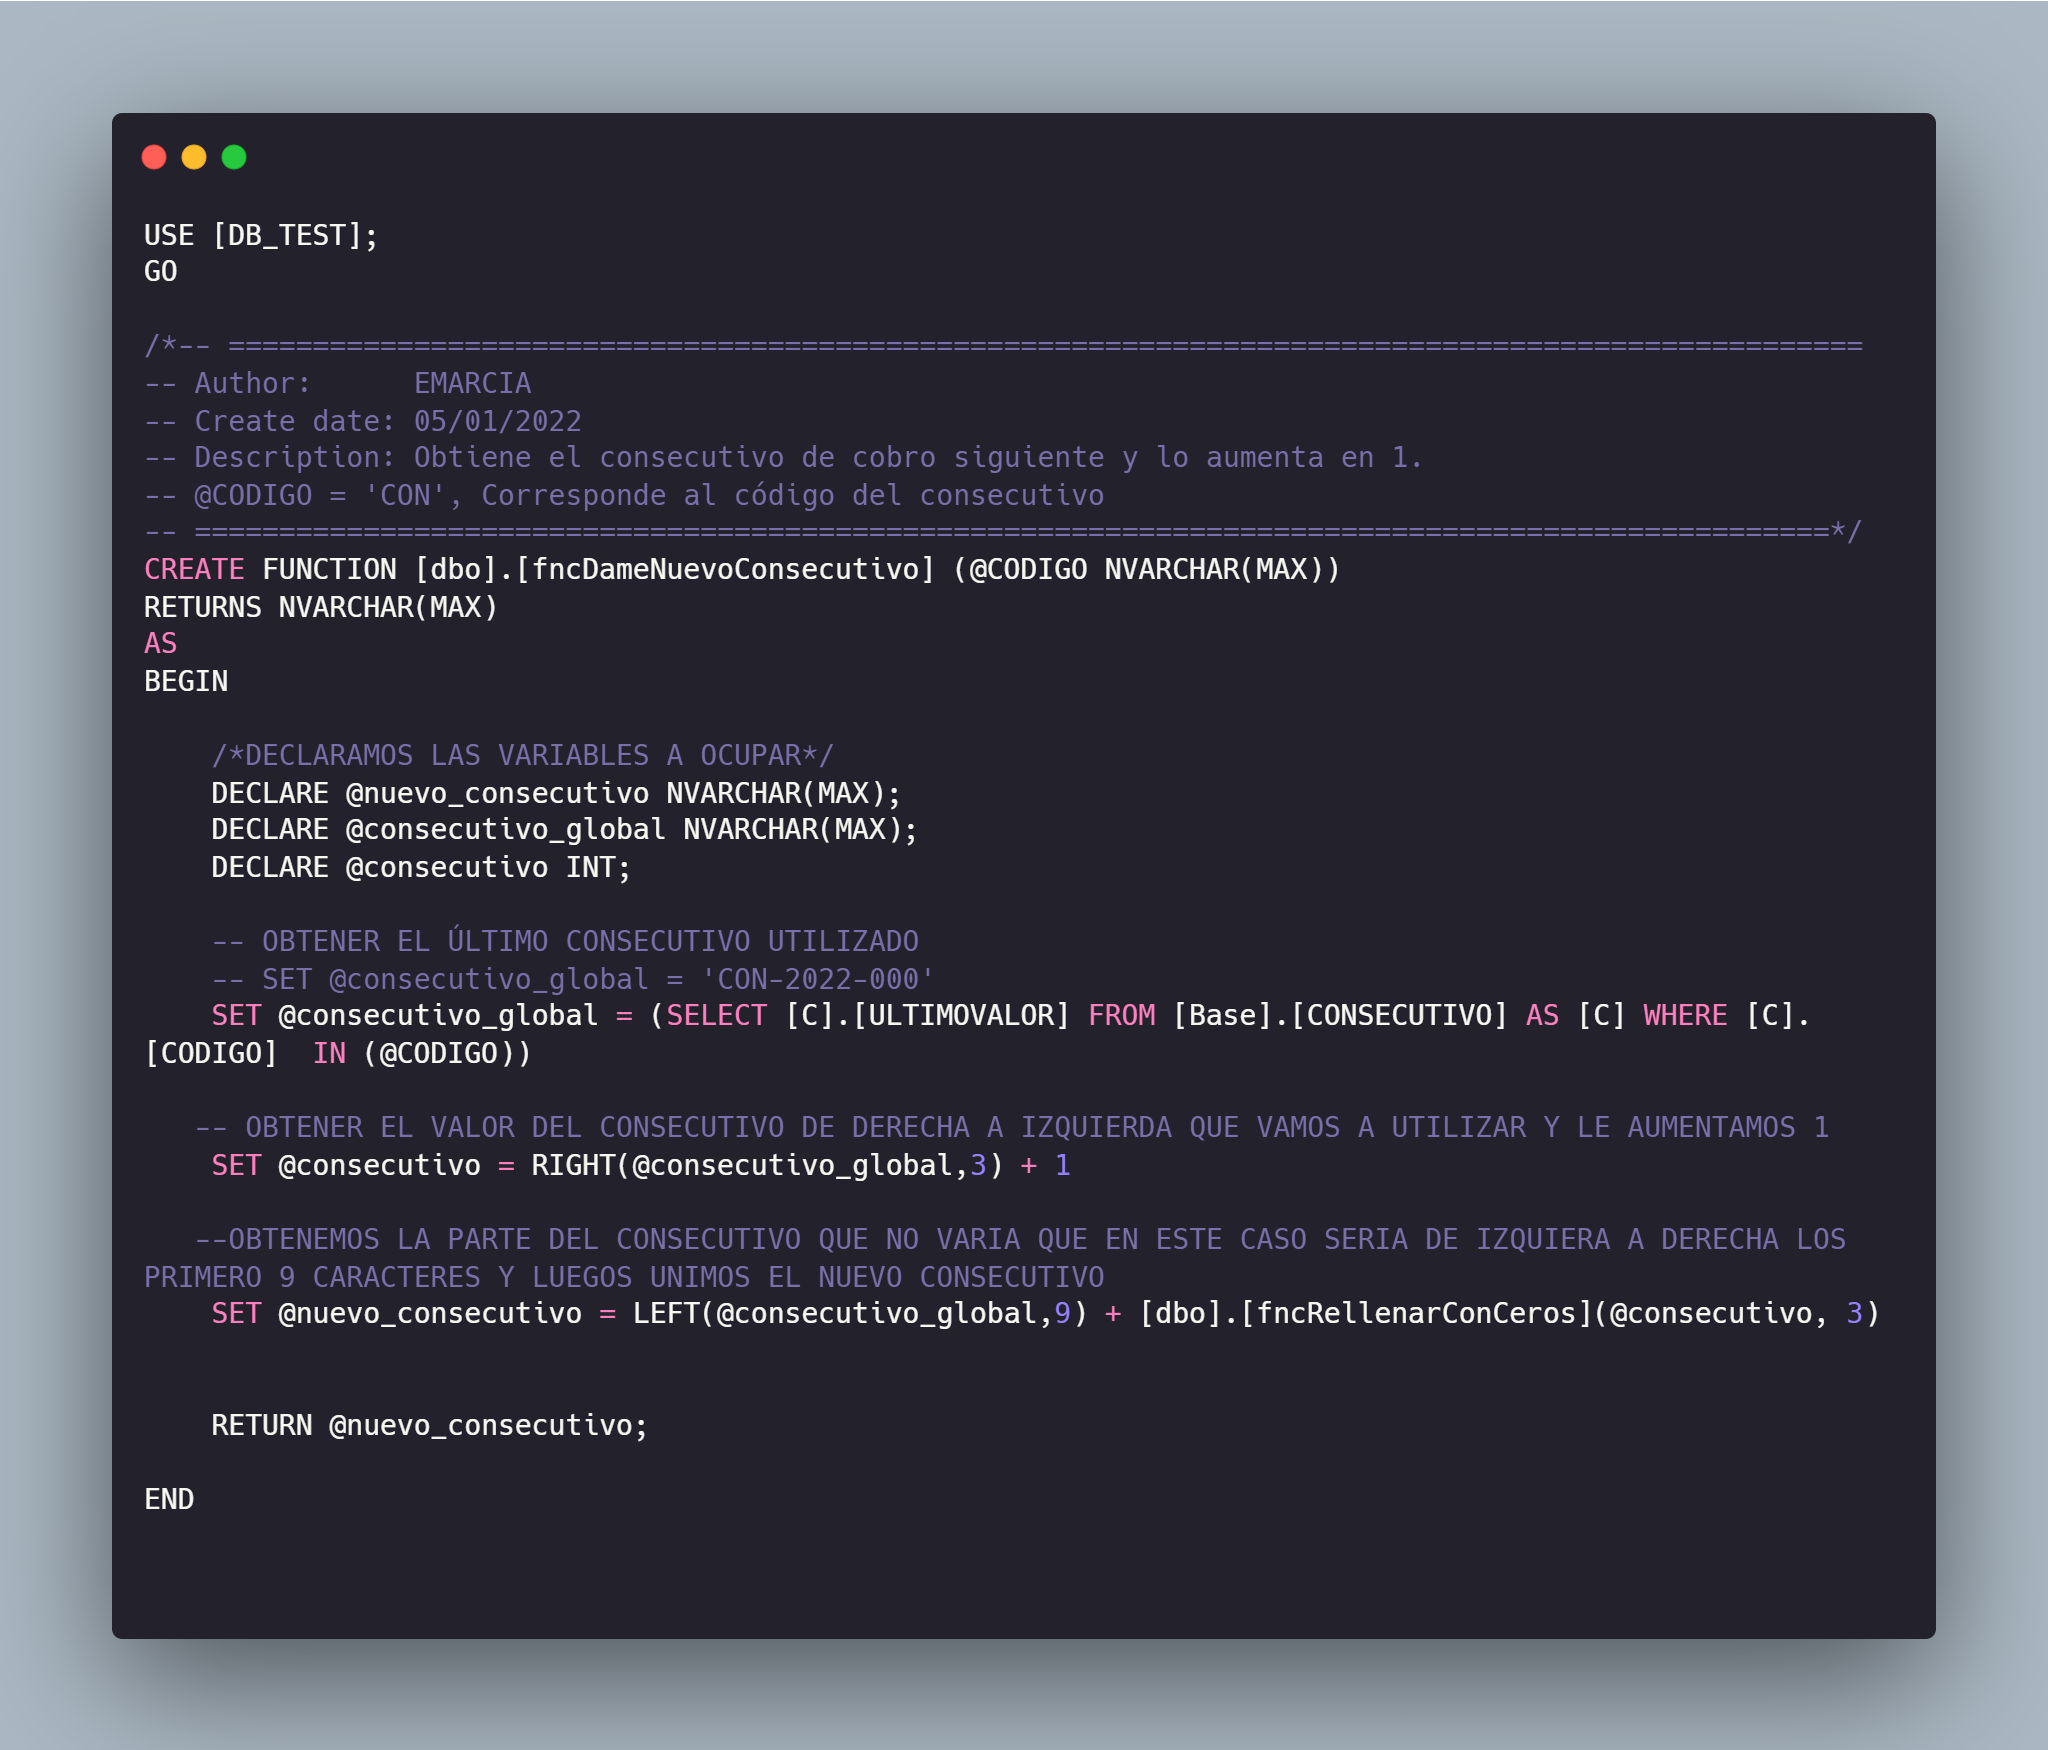 USE [DB_TEST];
GO
/*-- =================================================================================================
-- Author:      EMARCIA
-- Create date: 05/01/2022
-- Description: Obtiene el consecutivo de cobro siguiente y lo aumenta en 1.
-- @CODIGO = 'CON', Corresponde al código del consecutivo
-- =================================================================================================*/
CREATE FUNCTION [dbo].[fncDameNuevoConsecutivo] (@CODIGO NVARCHAR(MAX))
RETURNS NVARCHAR(MAX)
AS
BEGIN
    /*DECLARAMOS LAS VARIABLES A OCUPAR*/
    DECLARE @nuevo_consecutivo NVARCHAR(MAX);
    DECLARE @consecutivo_global NVARCHAR(MAX);
    DECLARE @consecutivo INT;
    -- OBTENER EL ÚLTIMO CONSECUTIVO UTILIZADO
    -- SET @consecutivo_global = 'CON-2022-000'
    SET @consecutivo_global = (SELECT [C].[ULTIMOVALOR] FROM [Base].[CONSECUTIVO] AS [C] WHERE [C].
[CODIGO]  IN (@CODIGO))
   -- OBTENER EL VALOR DEL CONSECUTIVO DE DERECHA A IZQUIERDA QUE VAMOS A UTILIZAR Y LE AUMENTAMOS 1
    SET @consecutivo = RIGHT(@consecutivo_global,3) + 1
   --OBTENEMOS LA PARTE DEL CONSECUTIVO QUE NO VARIA QUE EN ESTE CASO SERIA DE IZQUIERA A DERECHA LOS
PRIMERO 9 CARACTERES Y LUEGOS UNIMOS EL NUEVO CONSECUTIVO
    SET @nuevo_consecutivo = LEFT(@consecutivo_global,9) + [dbo].[fncRellenarConCeros](@consecutivo, 3)
    RETURN @nuevo_consecutivo;
END